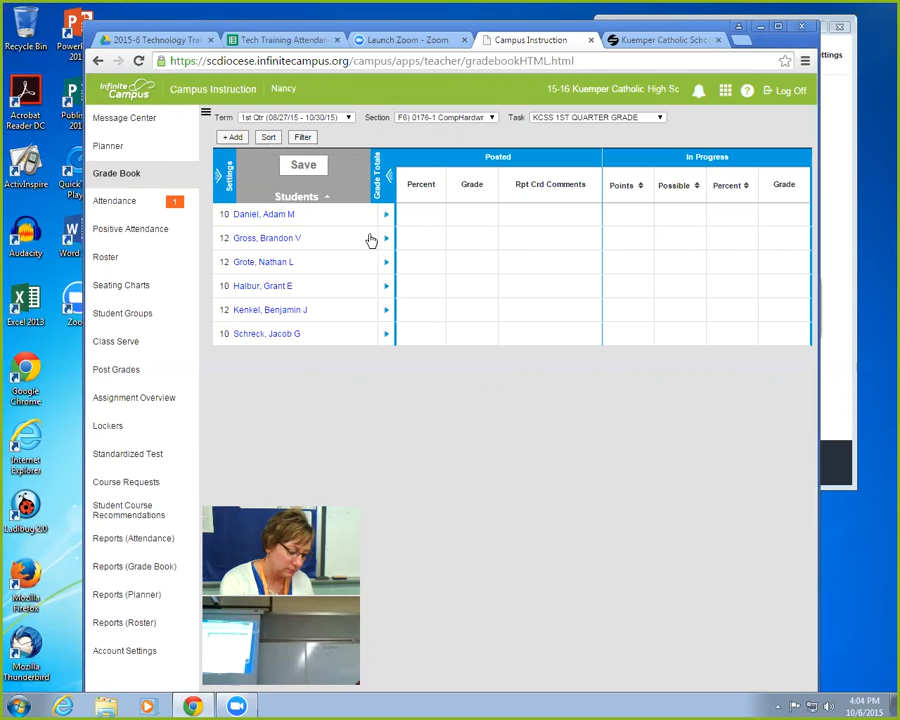 Recycle Bin
Acrobat Reader DC
ActivInspire
Audacity
Excel 2013
Google Chrome
Internet Explorer
Ladibug 2.0
Mozilla Firefox
Mozilla Thunderbird
2015-6 Technology Trai
Tech Training Attendan
Launch Zoom - Zoom
Campus Instruction
Kuemper Catholic Scho
https://scdiocese.infinitecampus.org/campus/apps/teacher/gradebookHTML.html
Infinite Campus
Campus Instruction
Nancy
15-16 Kuemper Catholic High Sc
Log Off
Term 1st Qtr (08/27/15 - 10/30/15) Section F6) 0176-1 CompHardwr Task KCSS 1ST QUARTER GRADE
+ Add
Sort
Filter
Message Center
Planner
Grade Book
Attendance 1
Positive Attendance
Roster
Seating Charts
Student Groups
Class Serve
Post Grades
Assignment Overview
Lockers
Standardized Test
Course Requests
Student Course Recommendations
Reports (Attendance)
Reports (Grade Book)
Reports (Planner)
Reports (Roster)
Account Settings
Settings
Save
Students
Grade Totals
Posted
In Progress
Percent Grade Rpt Crd Comments Points Possible Percent Grade
10 Daniel, Adam M
12 Gross, Brandon V
12 Grote, Nathan L
10 Halbur, Grant E
12 Kenkel, Benjamin J
10 Schreck, Jacob G
4:04 PM
10/6/2015